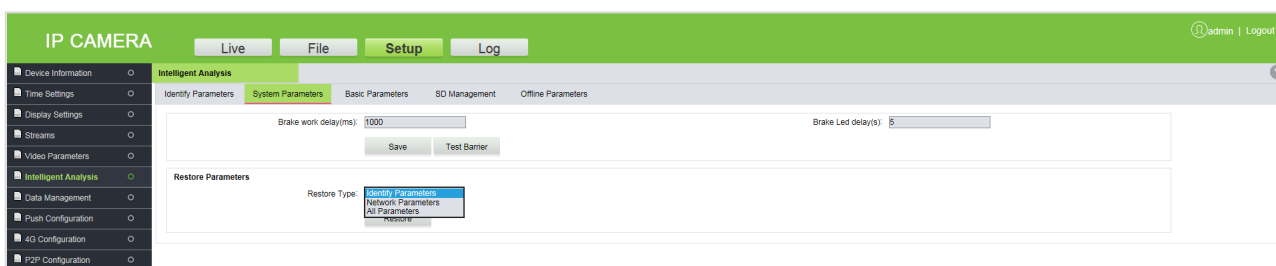 IP CAMERA
Live File Setup Log
admin | Logout
Device Information
Time Settings
Display Settings
Streams
Video Parameters
Intelligent Analysis
Data Management
Push Configuration
4G Configuration
P2P Configuration
Intelligent Analysis
Identify Parameters System Parameters Basic Parameters SD Management Offline Parameters
Brake work delay(ms): 1000 Brake Led delay(s): 5
Save Test Barrier
Restore Parameters
Restore Type: Identify Parameters
Network Parameters
All Parameters
Restore